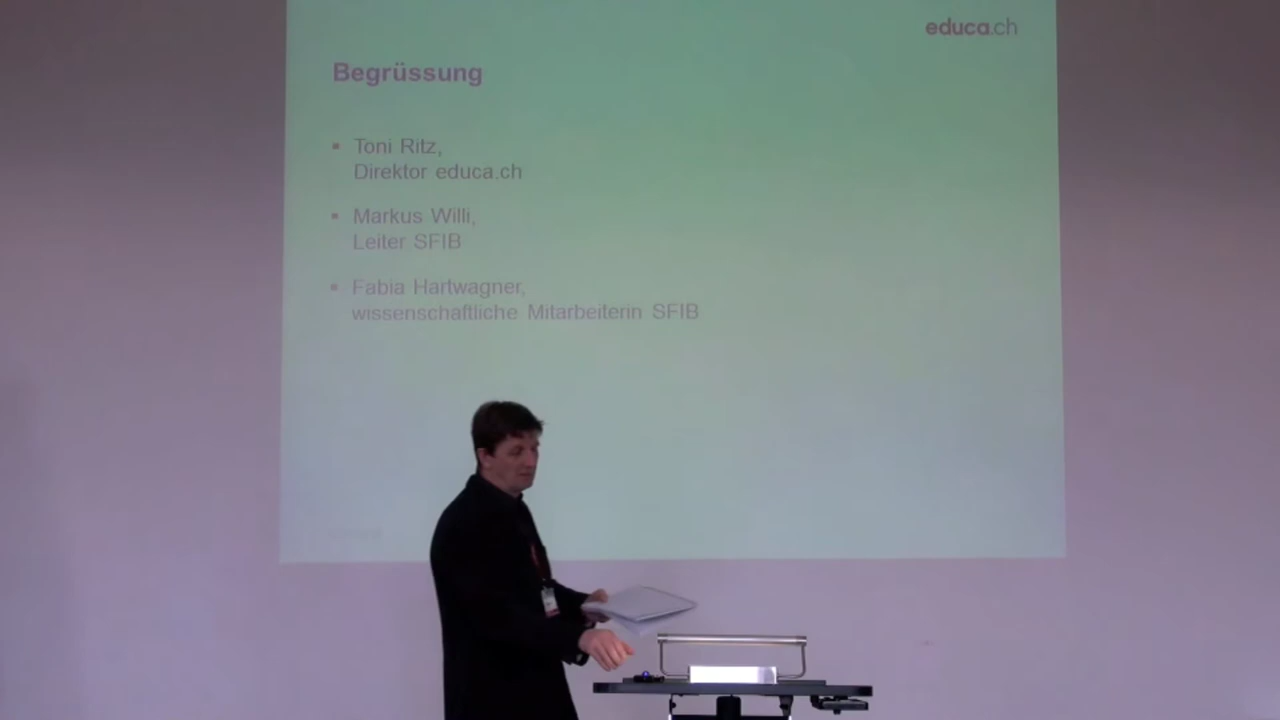 educa.ch
Begrüssung
▪ Toni Ritz,
Direktor educa.ch
▪ Markus Willi,
Leiter SFIB
▪ Fabia Hartwagner,
wissenschaftliche Mitarbeiterin SFIB